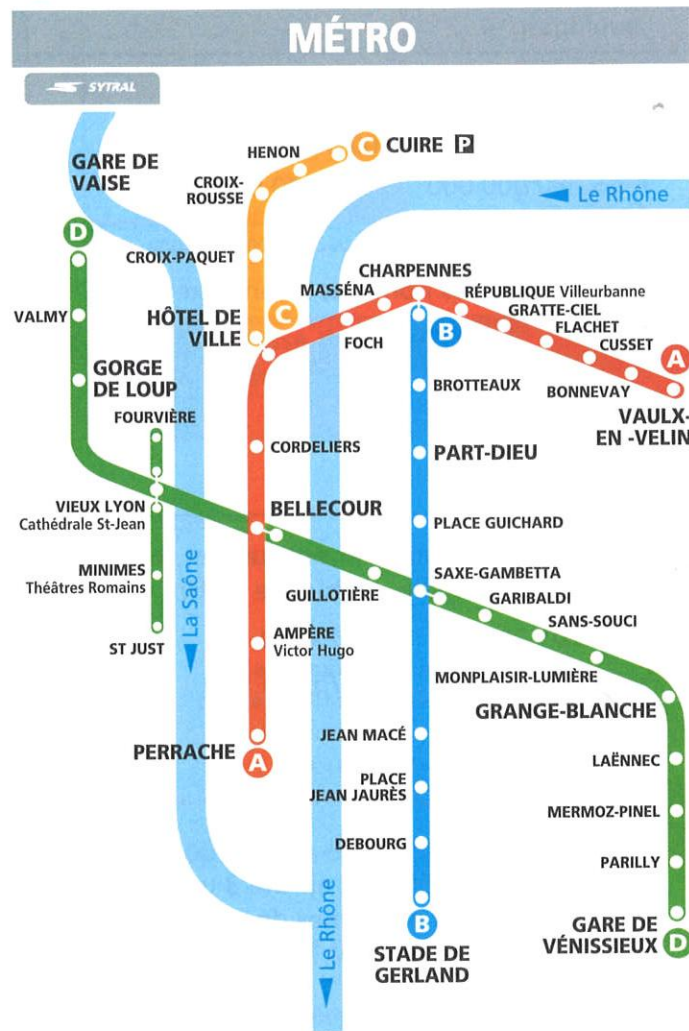 MÉTRO
SYTRAL
GARE DE
VAISE
D
VALMY
GORGE
DE LOUP
FOURVIÈRE
VIEUX LYON
Cathédrale St-Jean
MINIMES
Théâtres Romains
ST JUST
La Saône
HENON
C CUIRE P
CROIX-
ROUSSE
CROIX-PAQUET
C
HÔTEL DE
VILLE
Le Rhône
CHARPENNES
MASSÉNA
FOCH
B
RÉPUBLIQUE Villeurbanne
GRATTE-CIEL
FLACHET
CUSSET
BONNEVAY
A
VAULX-
EN -VELIN
BROTTEAUX
CORDELIERS
PART-DIEU
BELLECOUR
PLACE GUICHARD
GUILLOTIÈRE
SAXE-GAMBETTA
GARIBALDI
SANS-SOUCI
AMPÈRE
Victor Hugo
MONPLAISIR-LUMIÈRE
GRANGE-BLANCHE
PERRACHE
A
JEAN MACÉ
LAËNNEC
PLACE
JEAN JAURÈS
MERMOZ-PINEL
DEBOURG
PARILLY
B
STADE DE
GERLAND
GARE DE
VÉNISSIEUX D
Le Rhône